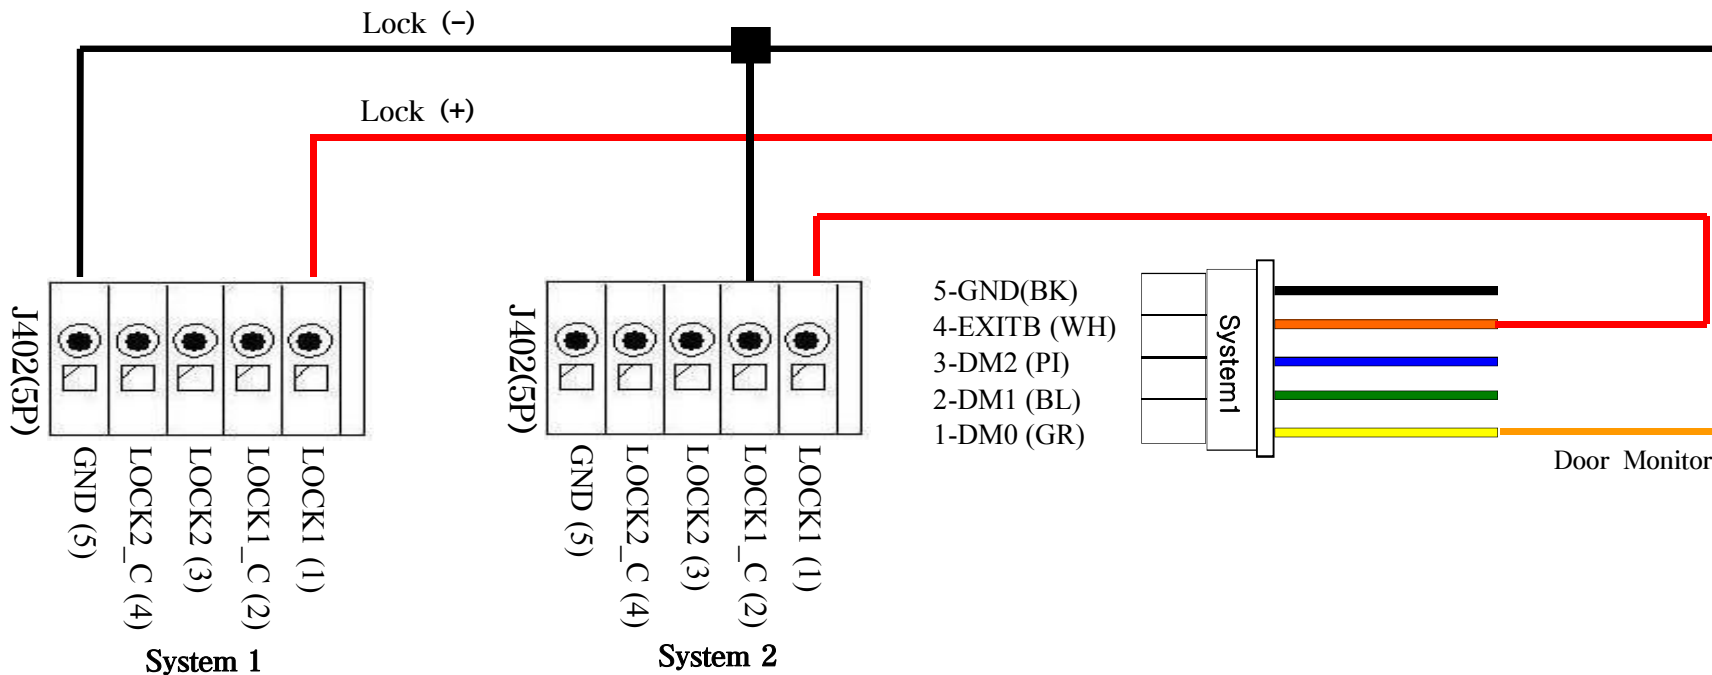 Lock (-)
Lock (+)
J402(5P)
GND (5)
LOCK2_C (4)
LOCK2 (3)
LOCK1_C (2)
LOCK1 (1)
System 1
J402(5P)
GND (5)
LOCK2_C (4)
LOCK2 (3)
LOCK1_C (2)
LOCK1 (1)
System 2
5-GND(BK)
4-EXITB (WH)
3-DM2 (PI)
2-DM1 (BL)
1-DM0 (GR)
System1
Door Monitor